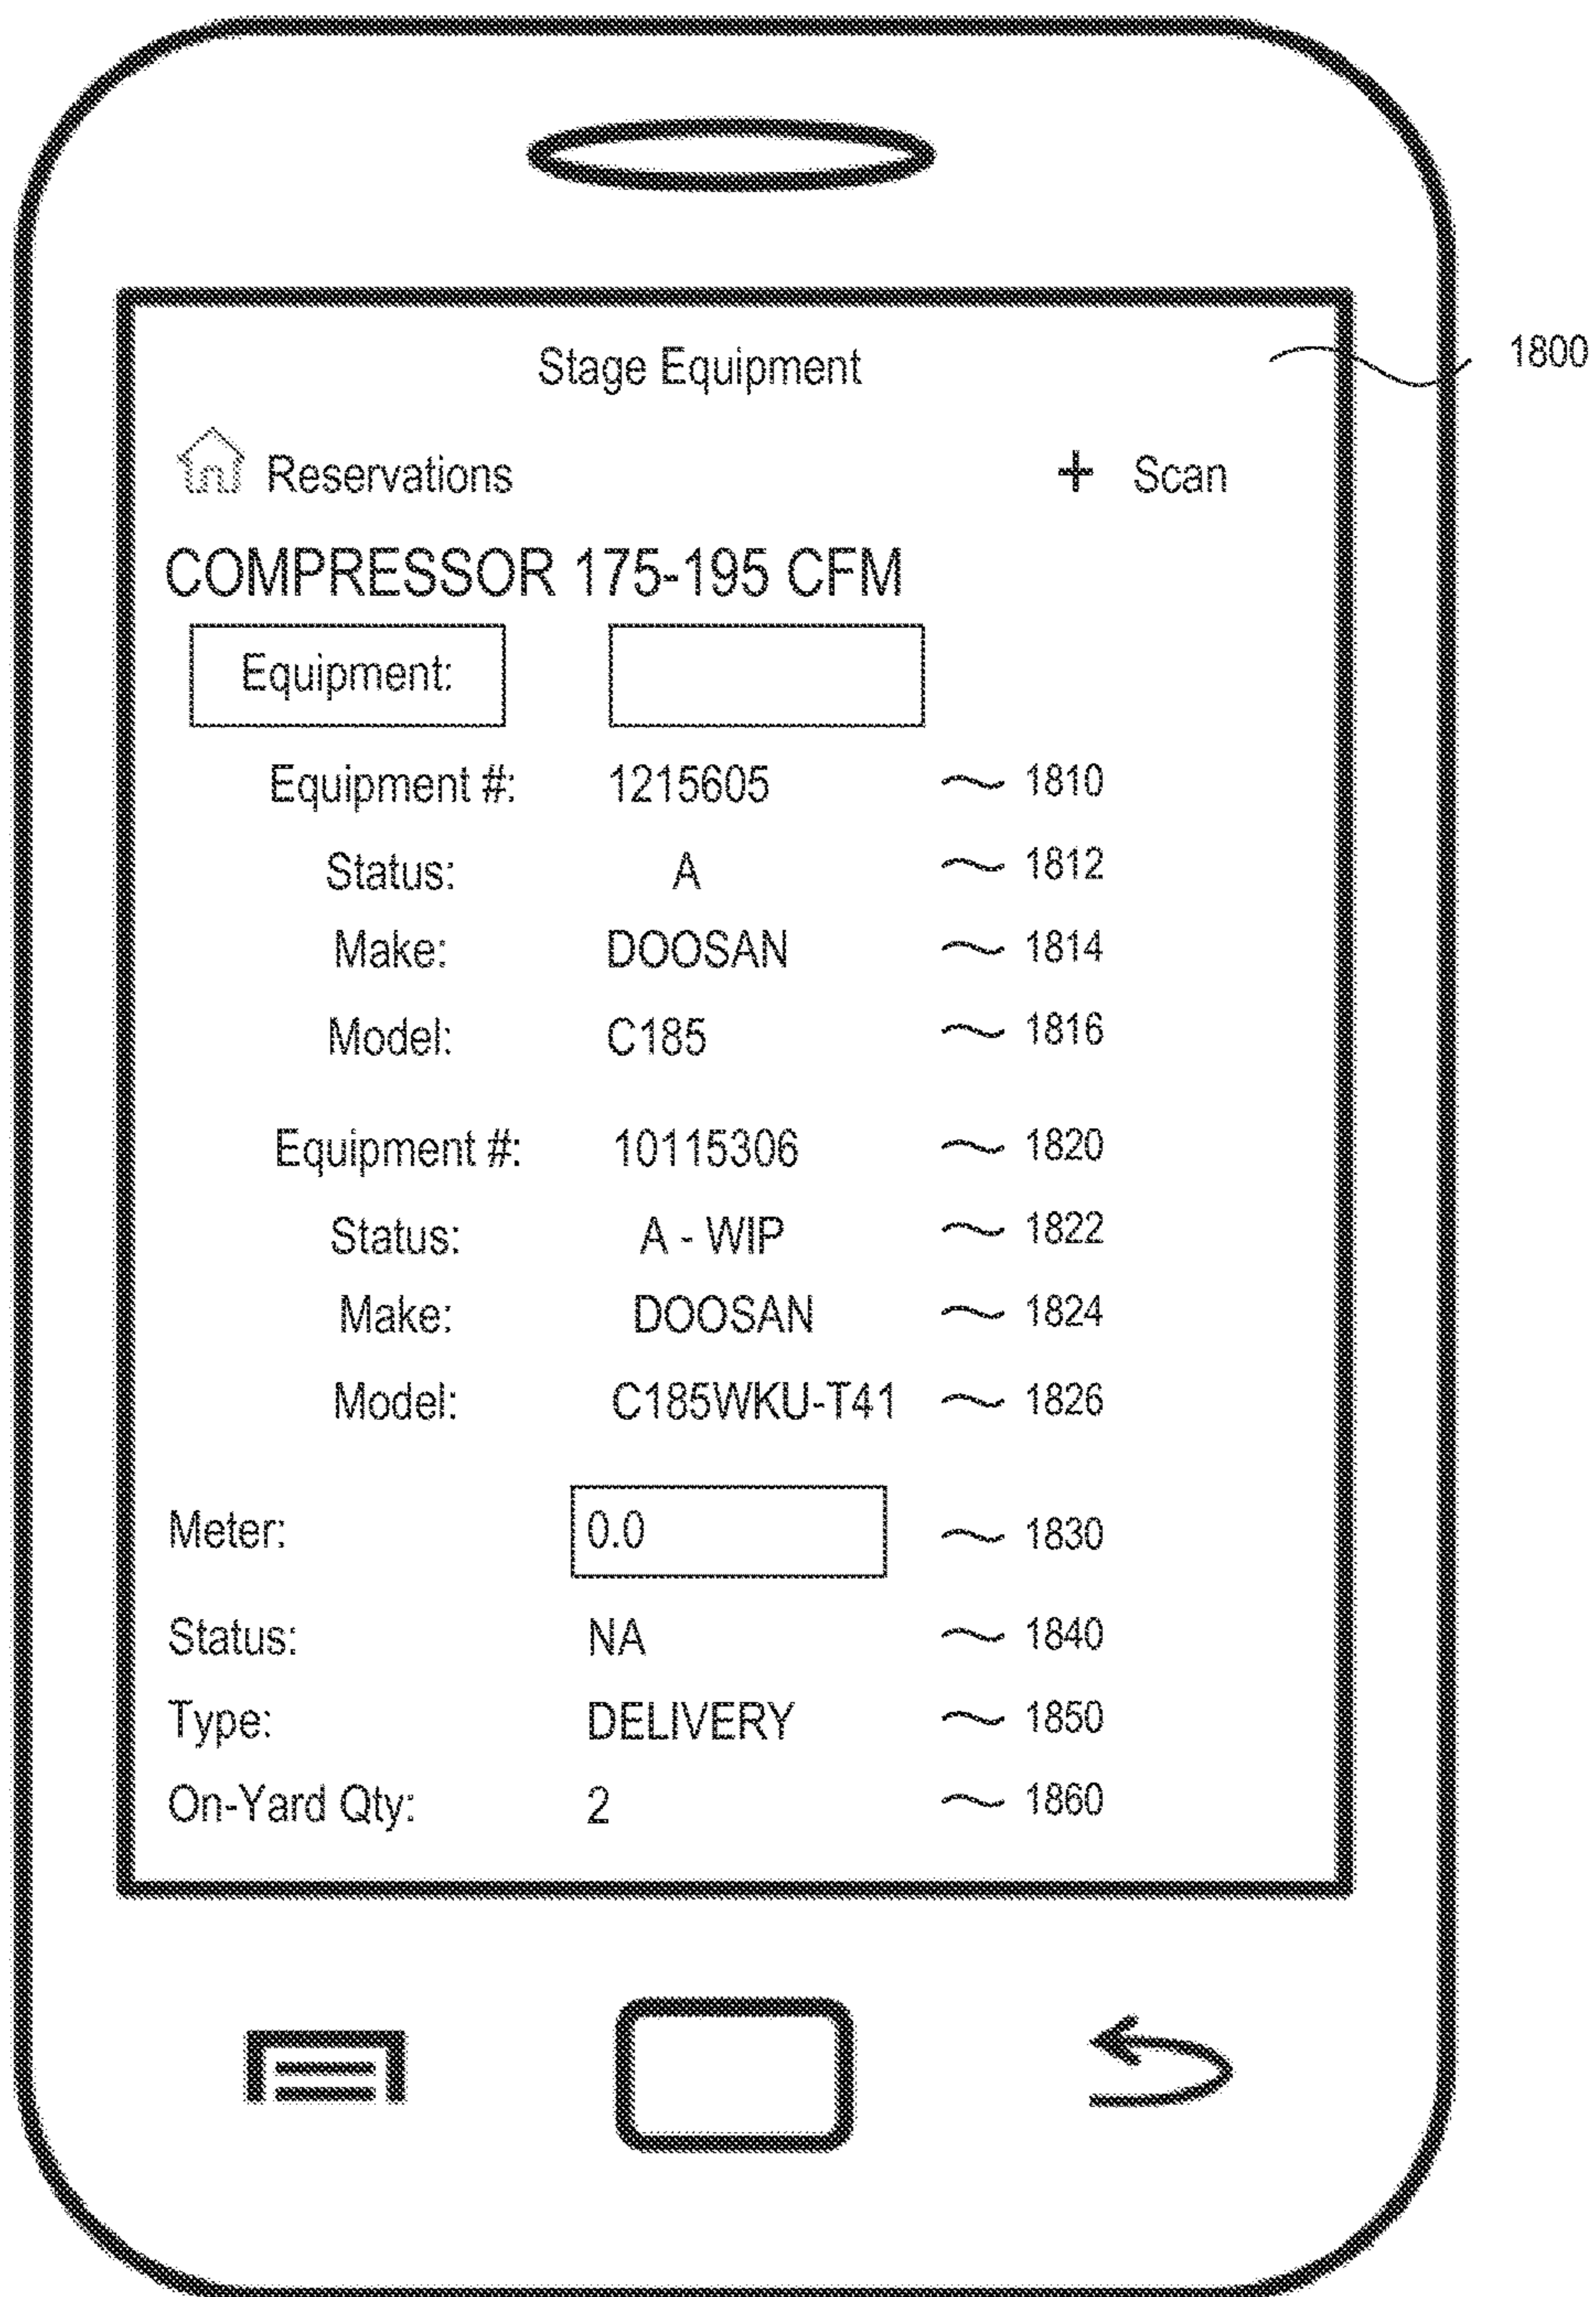 Stage Equipment
1800
Reservations + Scan
COMPRESSOR 175-195 CFM
Equipment:
Equipment #: 1215605 1810
Status: A 1812
Make: DOOSAN 1814
Model: C185 1816
Equipment #: 10115306 1820
Status: A - WIP 1822
Make: DOOSAN 1824
Model: C185WKU-T41 1826
Meter: 0.0 1830
Status: NA 1840
Type: DELIVERY 1850
On-Yard Qty: 2 1860